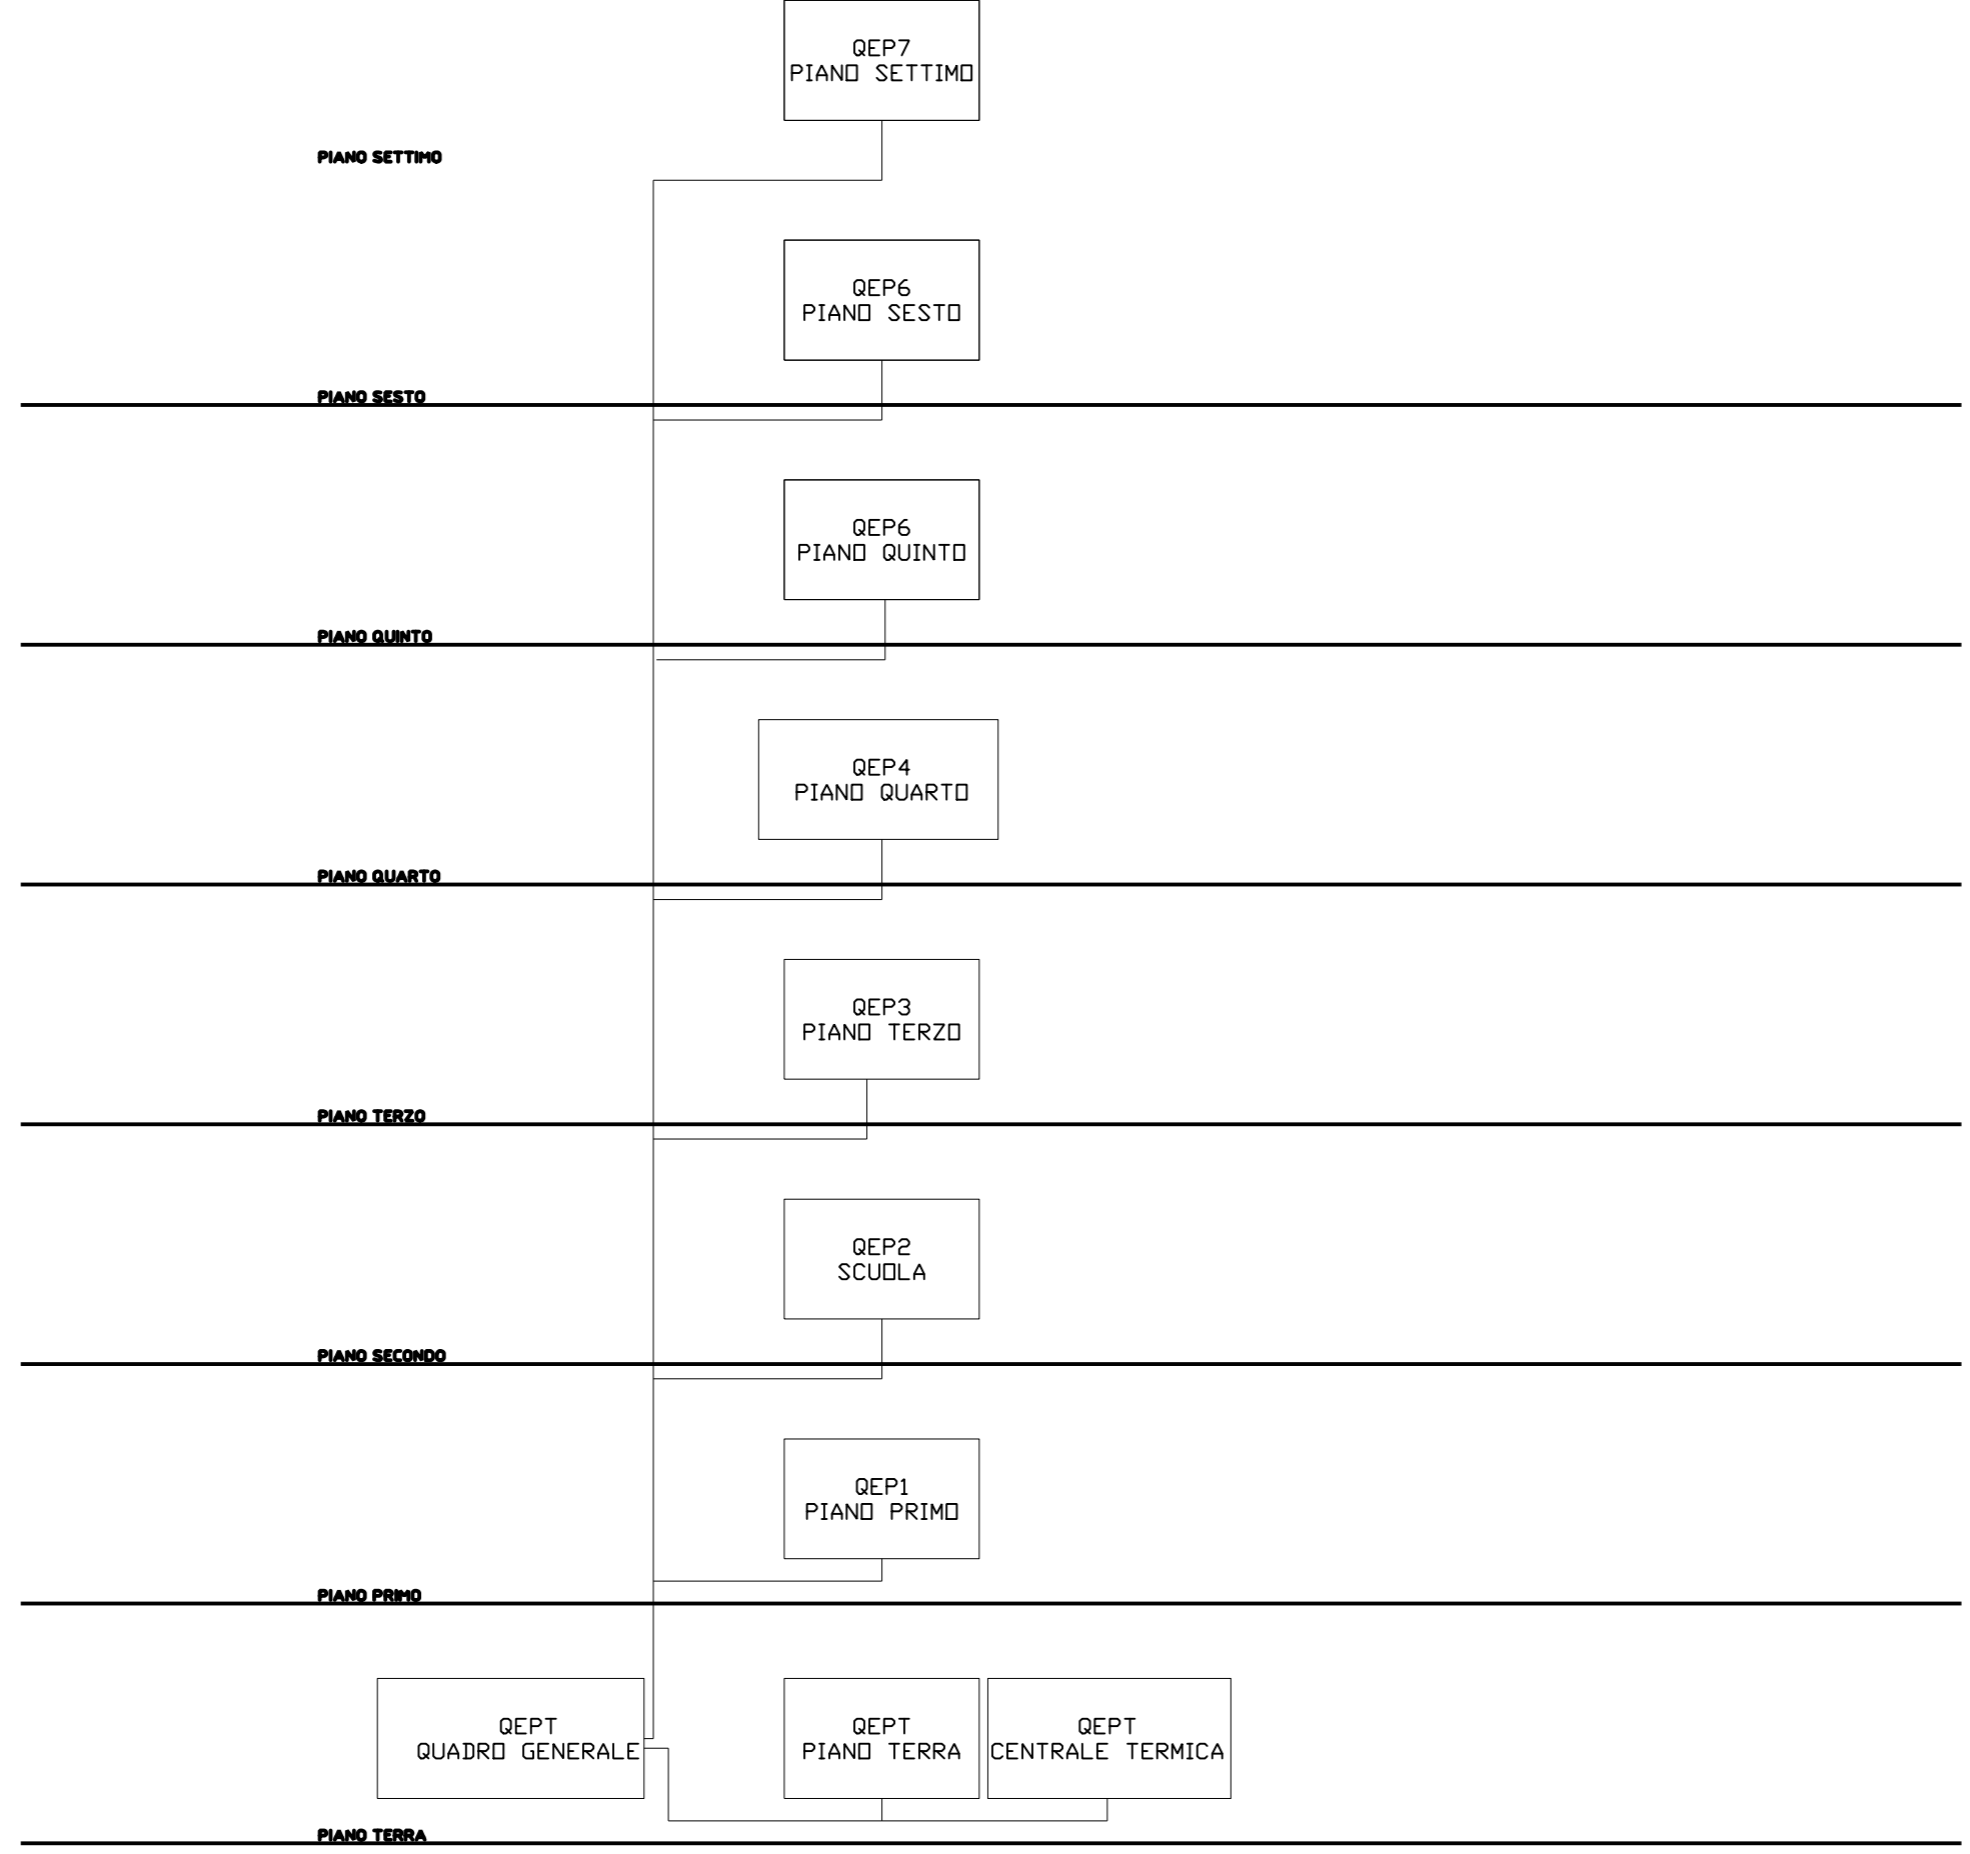 QEP7
PIANO SETTIMO
PIANO SETTIMO
QEP6
PIANO SESTO
PIANO SESTO
QEP6
PIANO QUINTO
PIANO QUINTO
QEP4
PIANO QUARTO
PIANO QUARTO
QEP3
PIANO TERZO
PIANO TERZO
QEP2
SCUOLA
PIANO SECONDO
QEP1
PIANO PRIMO
PIANO PRIMO
QEPT
QUADRO GENERALE
QEPT
PIANO TERRA
QEPT
CENTRALE TERMICA
PIANO TERRA